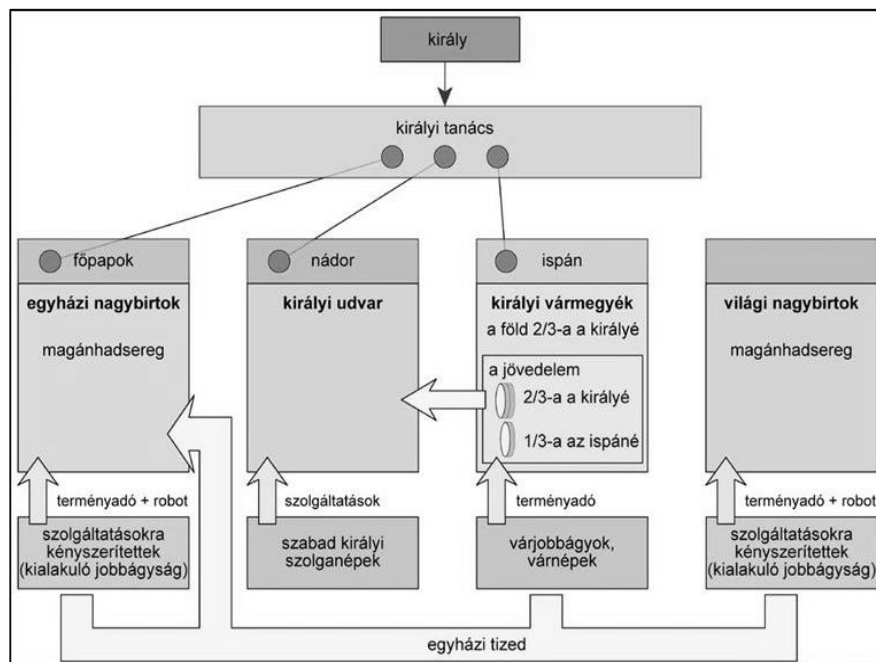 király
királyi tanács
főpapok
nádor
ispán
egyházi nagybirtok
királyi udvar
királyi vármegyék
világi nagybirtok
a föld 2/3-a a királyé
magánhadsereg
magánhadsereg
a jövedelem
2/3-a a királyé
1/3-a az ispáné
terményadó + robot
szolgáltatások
terményadó
terményadó + robot
szolgáltatásokra
kényszerítettek
(kialakuló jobbágyság)
szabad királyi
szolganépek
várjobbágyok,
várnépek
szolgáltatásokra
kényszerítettek
(kialakuló jobbágyság)
egyházi tized